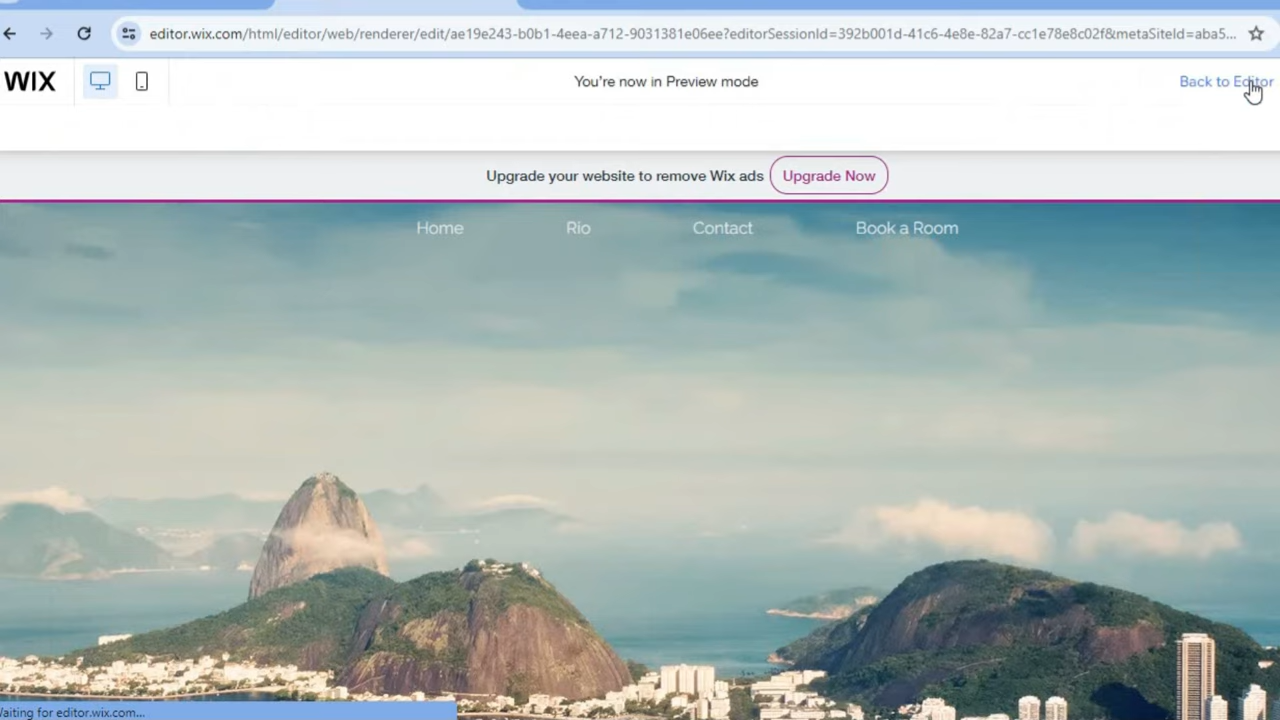 editor.wix.com/html/editor/web/renderer/edit/ae19e243-b0b1-4eea-a712-9031381e06ee?editorSessionId=392b001d-41c6-4e8e-82a7-cc1e78e8c02f&metaSiteId=aba5...
WIX
You're now in Preview mode
Back to Editor
Upgrade your website to remove Wix ads
Upgrade Now
Home
Rio
Contact
Book a Room
Waiting for editor.wix.com...